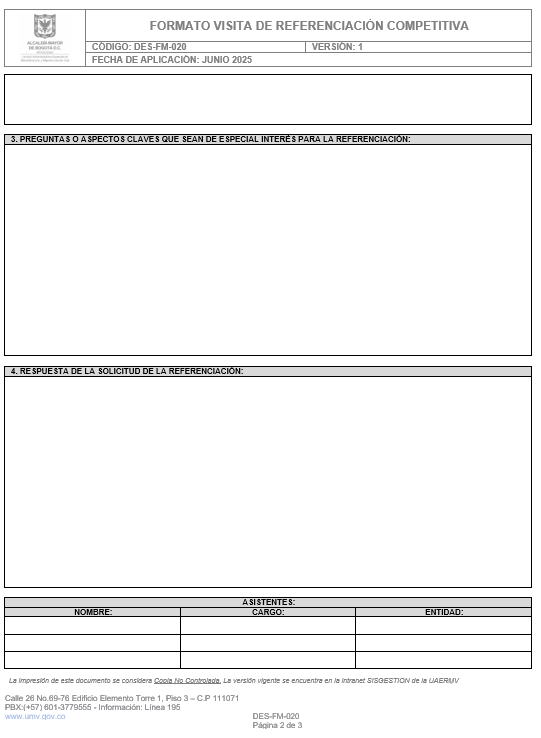 ALCALDÍA MAYOR
DE BOGOTÁ D.C.
FORMATO VISITA DE REFERENCIACIÓN COMPETITIVA
CÓDIGO: DES-FM-020
VERSIÓN: 1
FECHA DE APLICACIÓN: JUNIO 2025
3. PREGUNTAS O ASPECTOS CLAVES QUE SEAN DE ESPECIAL INTERÉS PARA LA REFERENCIACIÓN:
4. RESPUESTA DE LA SOLICITUD DE LA REFERENCIACIÓN:
ASISTENTES:
NOMBRE:
CARGO:
ENTIDAD:
La impresión de este documento se considera Copia No Controlada. La versión vigente se encuentra en la intranet SISGESTION de la UAERMV
Calle 26 No.69-76 Edificio Elemento Torre 1, Piso 3 – C.P 111071
PBX:(+57) 601-3779555 - Información: Línea 195
www.umv.gov.co
DES-FM-020
Página 2 de 3